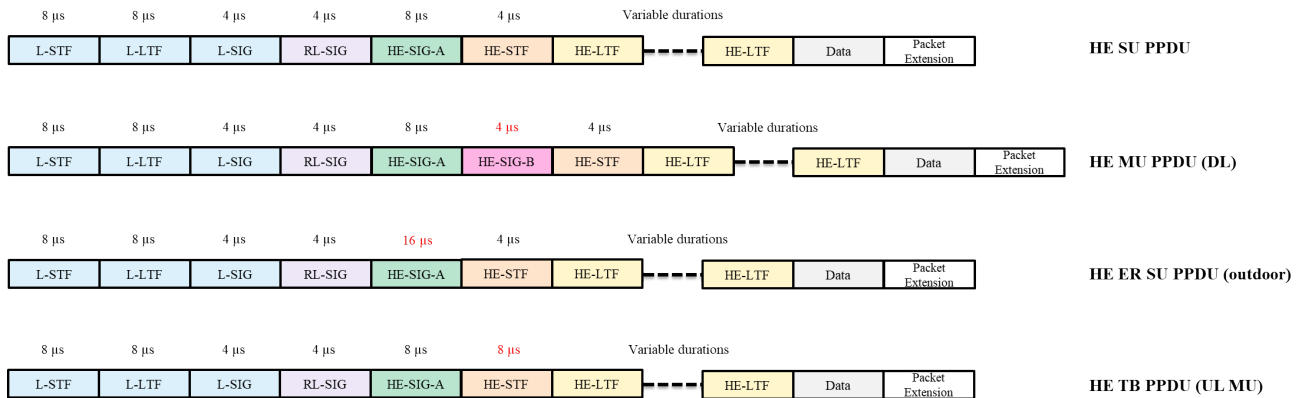 8 µs 8 µs 4 µs 4 µs 8 µs 4 µs Variable durations
L-STF L-LTF L-SIG RL-SIG HE-SIG-A HE-STF HE-LTF HE-LTF Data Packet Extension HE SU PPDU
8 µs 8 µs 4 µs 4 µs 8 µs 4 µs 4 µs Variable durations
L-STF L-LTF L-SIG RL-SIG HE-SIG-A HE-SIG-B HE-STF HE-LTF HE-LTF Data Packet Extension HE MU PPDU (DL)
8 µs 8 µs 4 µs 4 µs 16 µs 4 µs Variable durations
L-STF L-LTF L-SIG RL-SIG HE-SIG-A HE-STF HE-LTF HE-LTF Data Packet Extension HE ER SU PPDU (outdoor)
8 µs 8 µs 4 µs 4 µs 8 µs 8 µs Variable durations
L-STF L-LTF L-SIG RL-SIG HE-SIG-A HE-STF HE-LTF HE-LTF Data Packet Extension HE TB PPDU (UL MU)